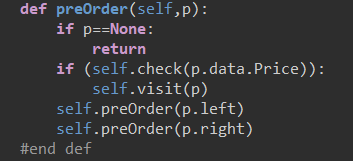 def preOrder(self,p):
    if p==None:
        return
    if (self.check(p.data.Price)):
        self.visit(p)
    self.preOrder(p.left)
    self.preOrder(p.right)
#end def